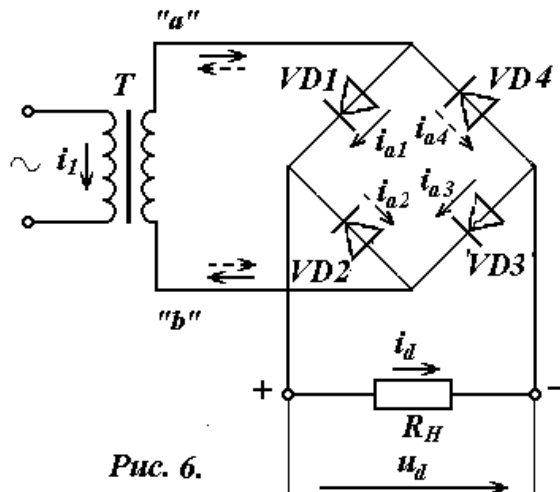 "a"
T
VD1
VD4
~
i1
ia1
ia4
ia2
ia3
VD2
VD3
"b"
id
+
−
RH
Рис. 6.
ud